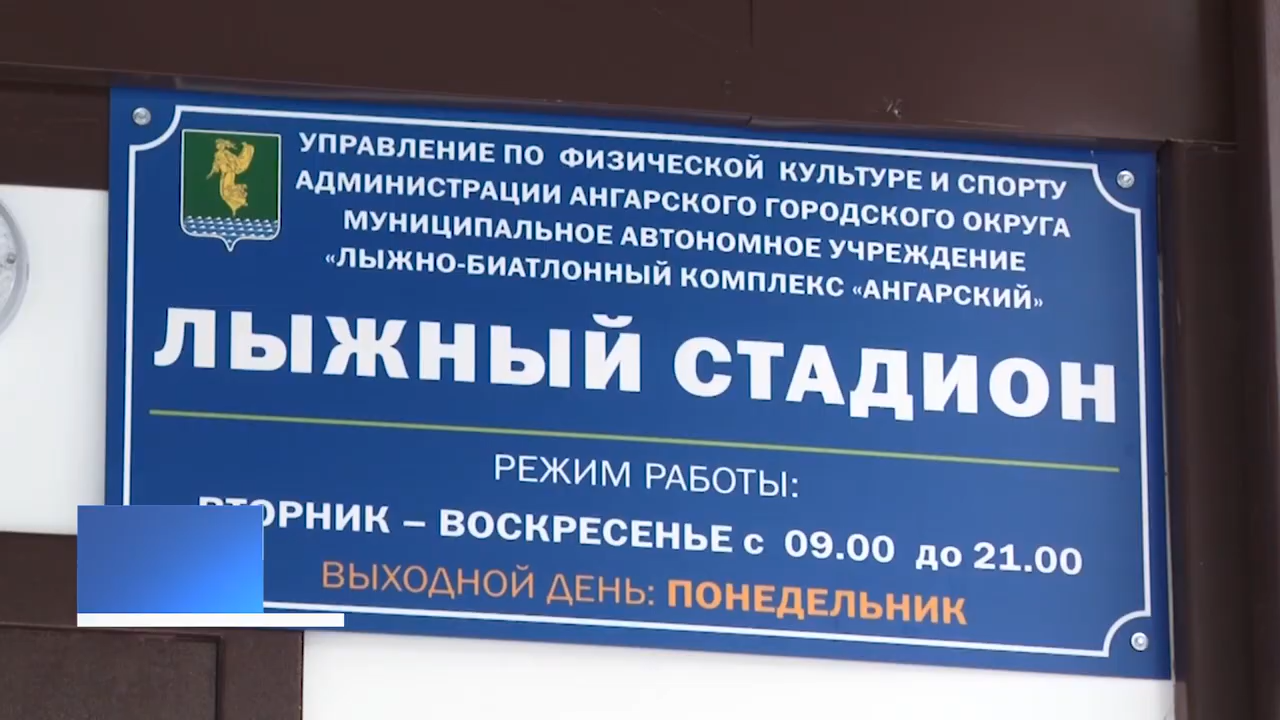 УПРАВЛЕНИЕ ПО ФИЗИЧЕСКОЙ КУЛЬТУРЕ И СПОРТУ
АДМИНИСТРАЦИИ АНГАРСКОГО ГОРОДСКОГО ОКРУГА
МУНИЦИПАЛЬНОЕ АВТОНОМНОЕ УЧРЕЖДЕНИЕ
«ЛЫЖНО-БИАТЛОННЫЙ КОМПЛЕКС «АНГАРСКИЙ»
ЛЫЖНЫЙ СТАДИОН
РЕЖИМ РАБОТЫ:
ВТОРНИК – ВОСКРЕСЕНЬЕ с 09.00 до 21.00
ВЫХОДНОЙ ДЕНЬ: ПОНЕДЕЛЬНИК